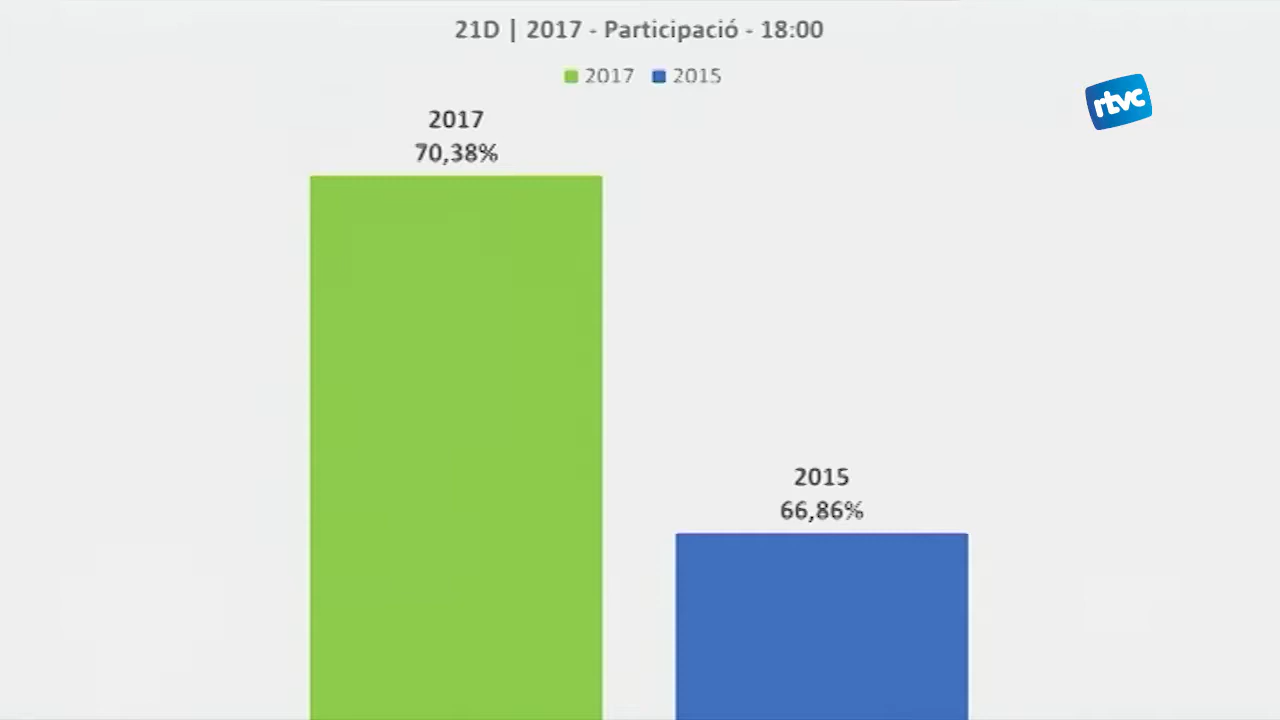 21D | 2017 - Participació - 18:00
2017 2015
rtvc
2017
70,38%
2015
66,86%